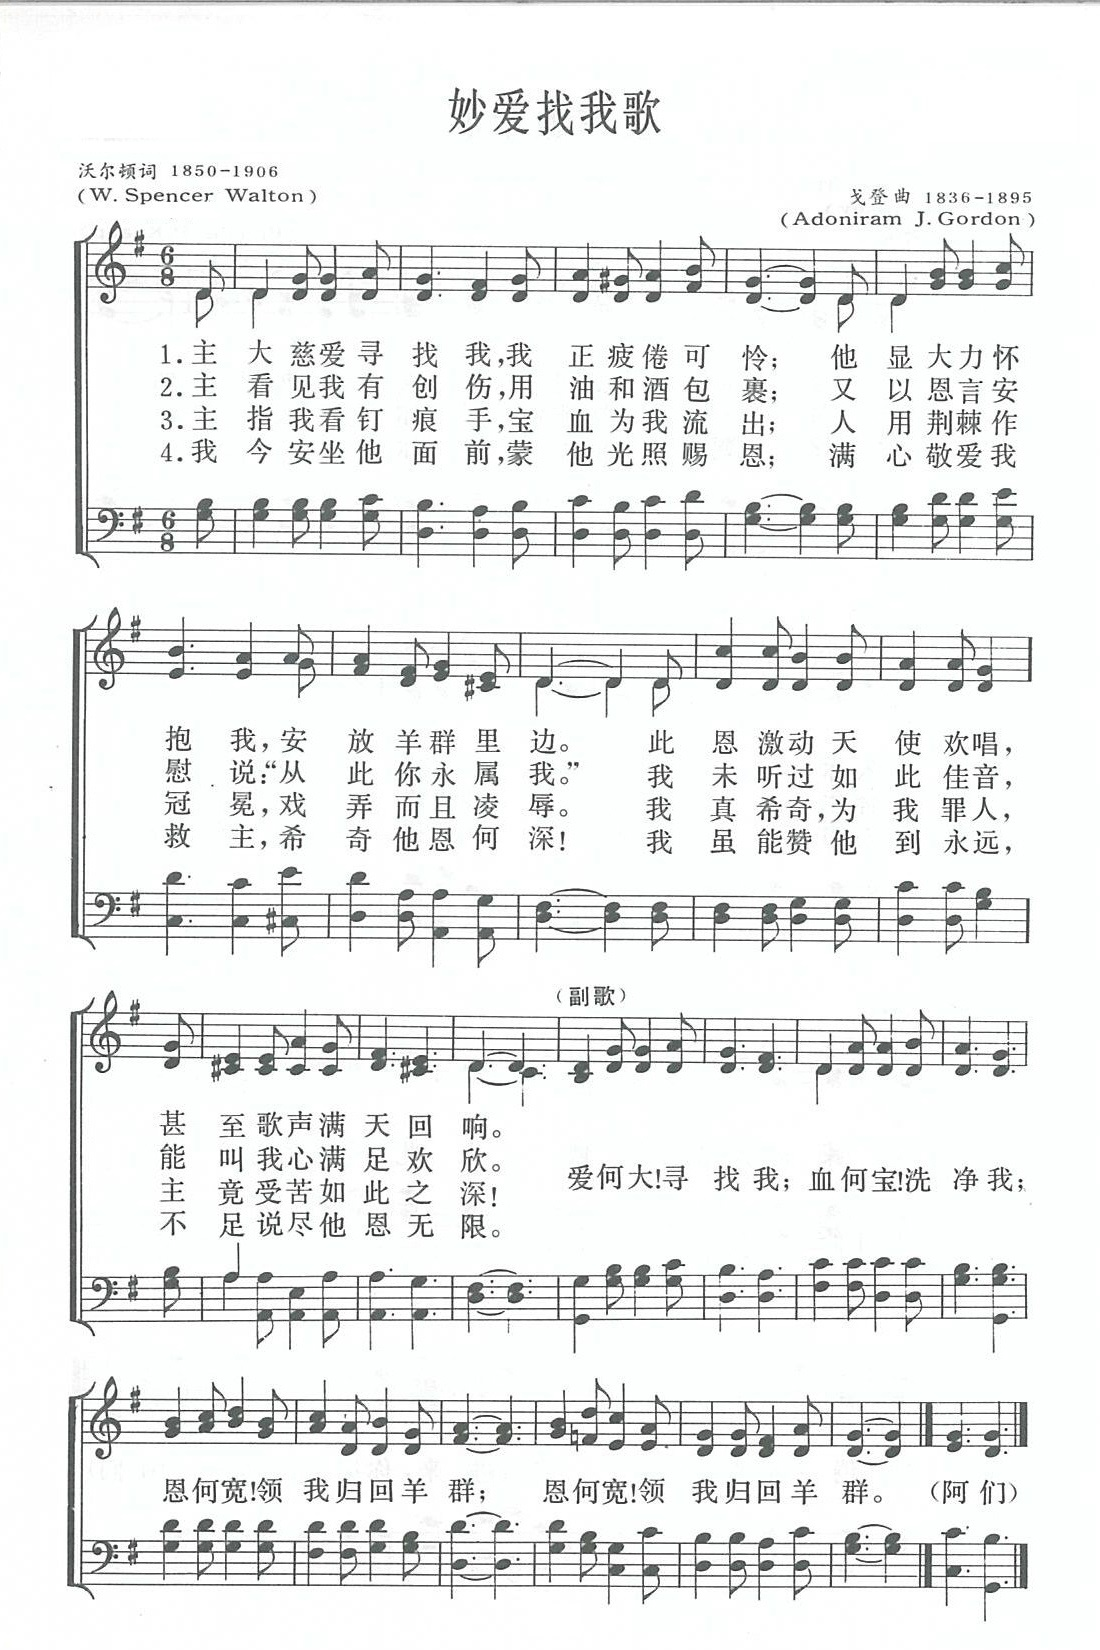 妙爱找我歌
沃尔顿词 1850-1906
(W. Spencer Walton)
戈登曲 1836-1895
(Adoniram J. Gordon)
1.主 大 慈爱寻 找 我,我 正 疲倦可 怜; 他 显大力怀
2.主 看 见我有 创 伤,用 油 和酒包 裹; 又 以恩言安
3.主 指 我看钉 痕 手,宝 血 为我流 出; 人 用荆棘作
4.我 今 安坐他 面 前,蒙 他 光照赐 恩; 满 心敬爱我
抱 我,安 放 羊群里 边。 此 恩 激动天 使 欢唱,
慰 说:“从 此 你永属 我。” 我 未 听过如 此 佳音,
冠 冕,戏 弄 而且凌 辱。 我 真 希奇,为 我 罪人,
救 主,希 奇 他恩何 深! 我 虽 能赞他 到 永远,
(副歌)
甚 至歌声满 天回 响。
能 叫我心满 足欢 欣。
爱何大!寻 找我; 血何宝!洗 净我;
主 竟受苦如 此之 深!
不 足说尽他 恩无 限。
恩何宽!领 我归回羊 群; 恩何宽!领 我归回羊 群。 (阿们)